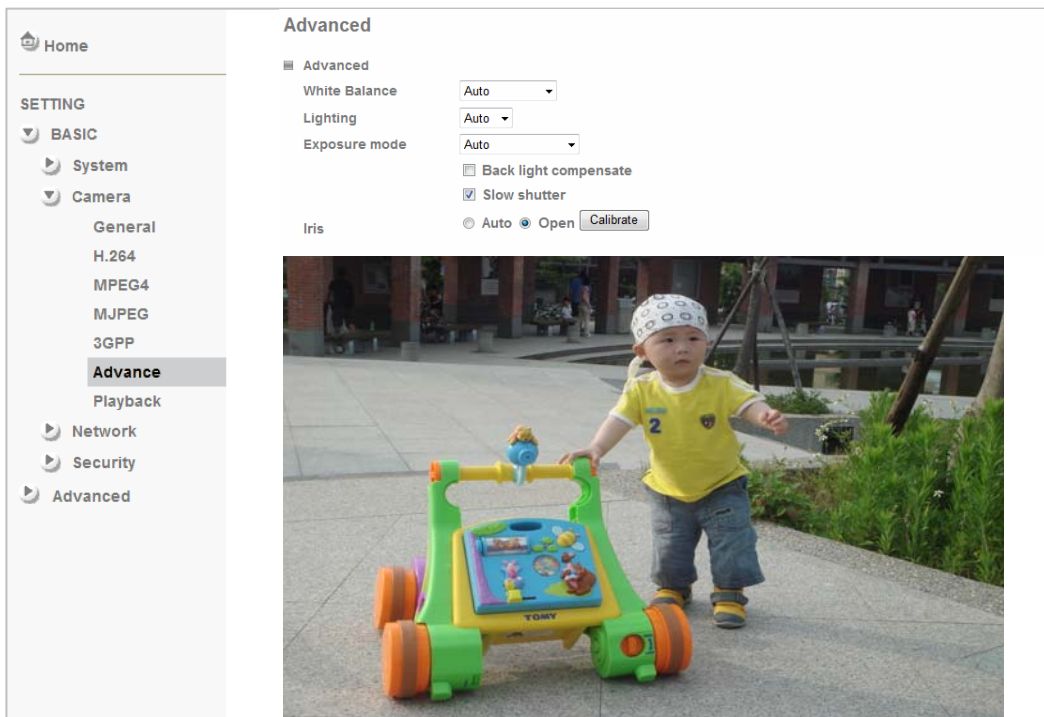 Home
SETTING
BASIC
System
Camera
General
H.264
MPEG4
MJPEG
3GPP
Advance
Playback
Network
Security
Advanced
Advanced
Advanced
White Balance Auto
Lighting Auto
Exposure mode Auto
Back light compensate
Slow shutter
Iris Auto Open Calibrate
2
TOMY